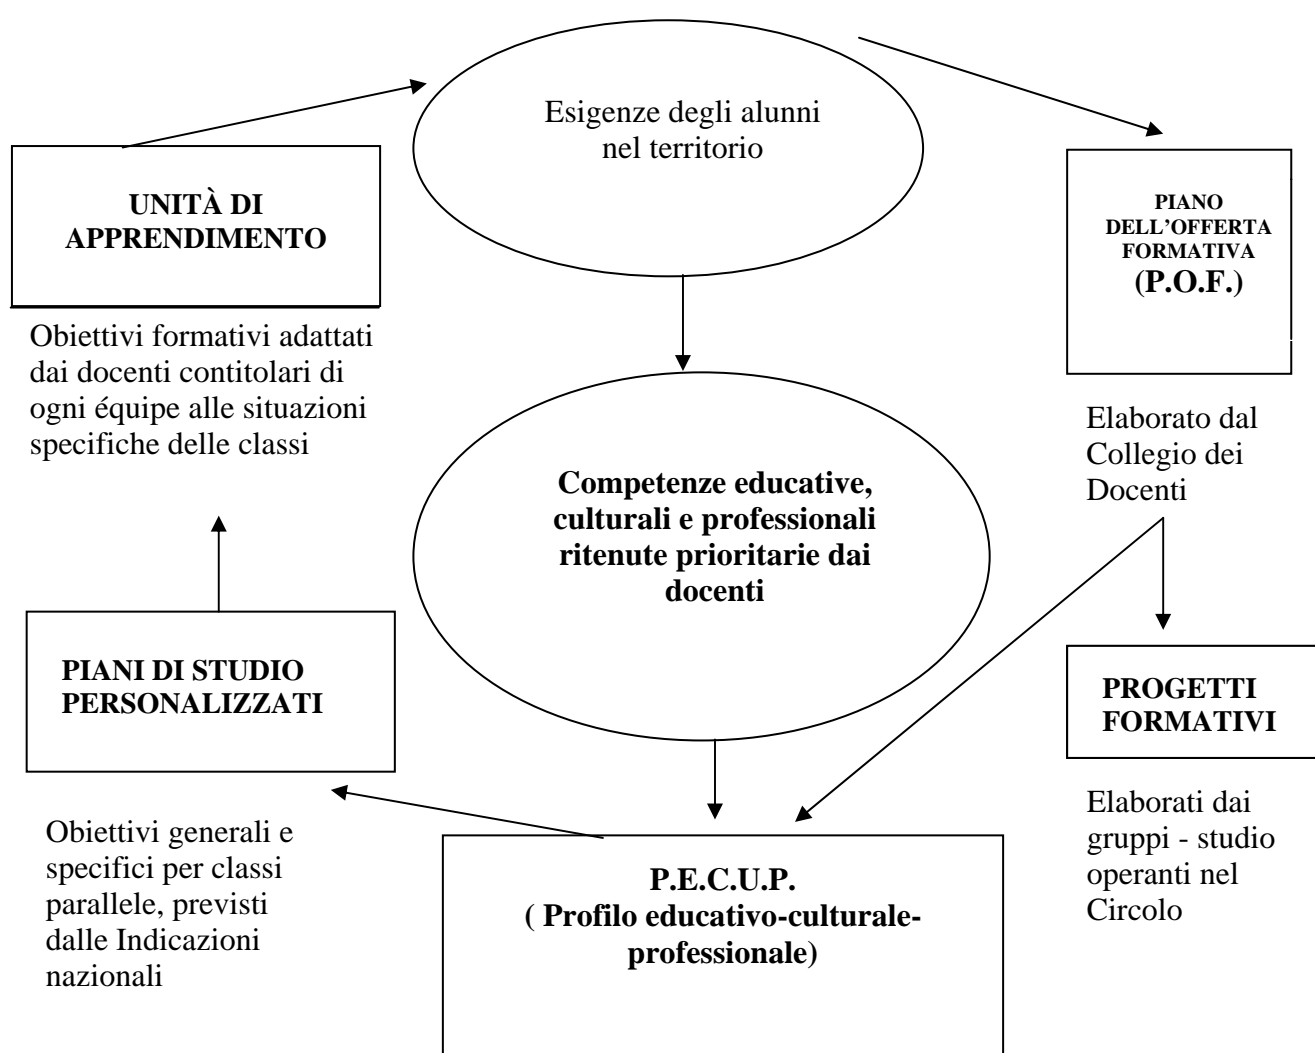 Esigenze degli alunni
nel territorio
UNITÀ DI
APPRENDIMENTO
Obiettivi formativi adattati
dai docenti contitolari di
ogni équipe alle situazioni
specifiche delle classi
PIANO
DELL’OFFERTA
FORMATIVA
(P.O.F.)
Elaborato dal
Collegio dei
Docenti
Competenze educative,
culturali e professionali
ritenute prioritarie dai
docenti
PIANI DI STUDIO
PERSONALIZZATI
Obiettivi generali e
specifici per classi
parallele, previsti
dalle Indicazioni
nazionali
PROGETTI
FORMATIVI
Elaborati dai
gruppi - studio
operanti nel
Circolo
P.E.C.U.P.
( Profilo educativo-culturale-
professionale)